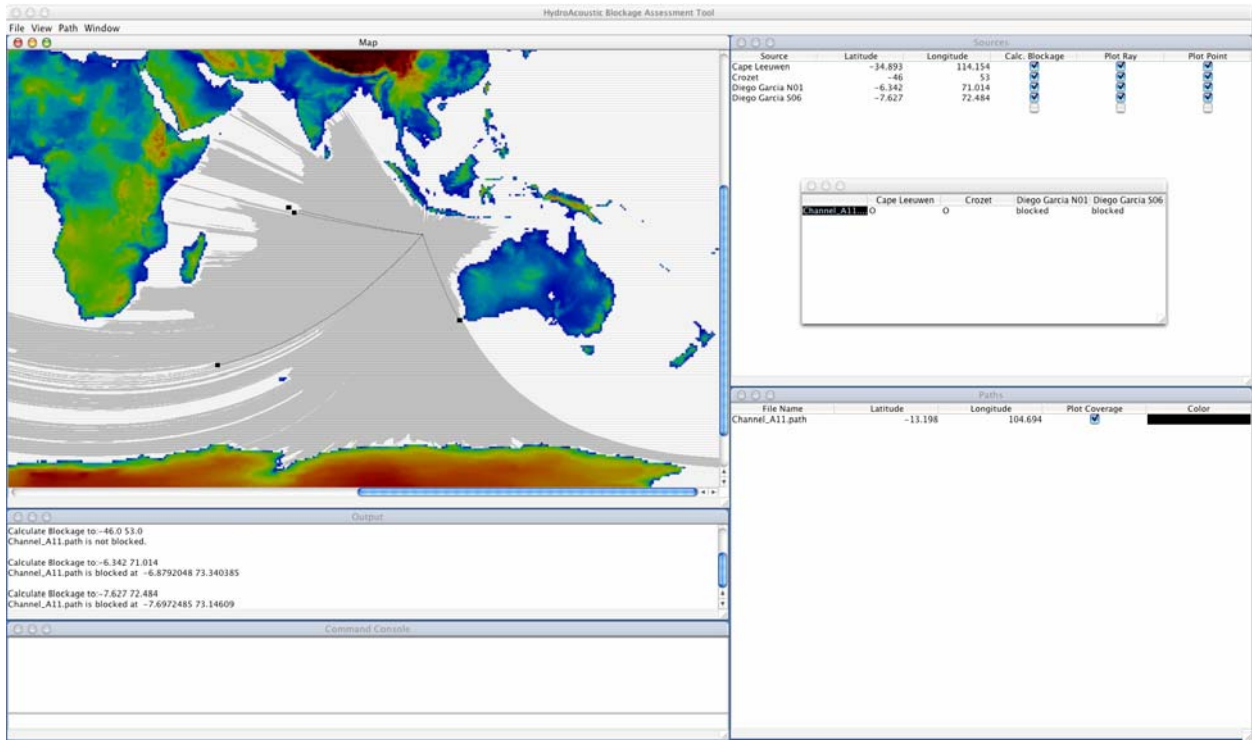 HydroAcoustic Blockage Assessment Tool
File View Path Window
Map
Sources
Source Latitude Longitude Calc. Blockage Plot Ray Plot Point
Cape Leeuwen -34.893 114.154
Crozet -46 53
Diego Garcia N01 -6.342 71.014
Diego Garcia S06 -7.627 72.484
Cape Leeuwen Crozet Diego Garcia N01 Diego Garcia S06
Channel_A11... O O blocked blocked
Paths
File Name Latitude Longitude Plot Coverage Color
Channel_A11.path -13.198 104.694
Output
Calculate Blockage to:-46.0 53.0
Channel_A11.path is not blocked.
Calculate Blockage to:-6.342 71.014
Channel_A11.path is blocked at -6.8792048 73.340385
Calculate Blockage to:-7.627 72.484
Channel_A11.path is blocked at -7.6972485 73.14609
Command Console